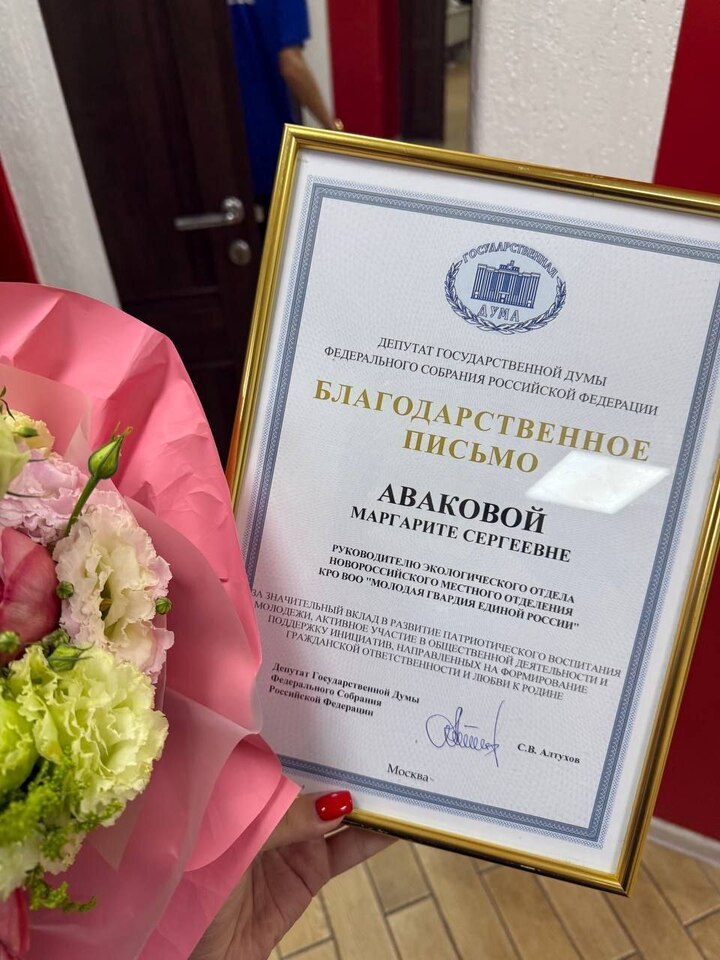 ГОСУДАРСТВЕННАЯ
ДУМА
ДЕПУТАТ ГОСУДАРСТВЕННОЙ ДУМЫ
ФЕДЕРАЛЬНОГО СОБРАНИЯ РОССИЙСКОЙ ФЕДЕРАЦИИ
БЛАГОДАРСТВЕННОЕ
ПИСЬМО
АВАКОВОЙ
МАРГАРИТЕ СЕРГЕЕВНЕ
РУКОВОДИТЕЛЮ ЭКОЛОГИЧЕСКОГО ОТДЕЛА
НОВОРОССИЙСКОГО МЕСТНОГО ОТДЕЛЕНИЯ
КРО ВОО "МОЛОДАЯ ГВАРДИЯ ЕДИНОЙ РОССИИ"
ЗА ЗНАЧИТЕЛЬНЫЙ ВКЛАД В РАЗВИТИЕ ПАТРИОТИЧЕСКОГО ВОСПИТАНИЯ
МОЛОДЕЖИ, АКТИВНОЕ УЧАСТИЕ В ОБЩЕСТВЕННОЙ ДЕЯТЕЛЬНОСТИ И
ПОДДЕРЖКУ ИНИЦИАТИВ, НАПРАВЛЕННЫХ НА ФОРМИРОВАНИЕ
ГРАЖДАНСКОЙ ОТВЕТСТВЕННОСТИ И ЛЮБВИ К РОДИНЕ
Депутат Государственной Думы
Федерального Собрания
Российской Федерации
С.В. Алтухов
Москва